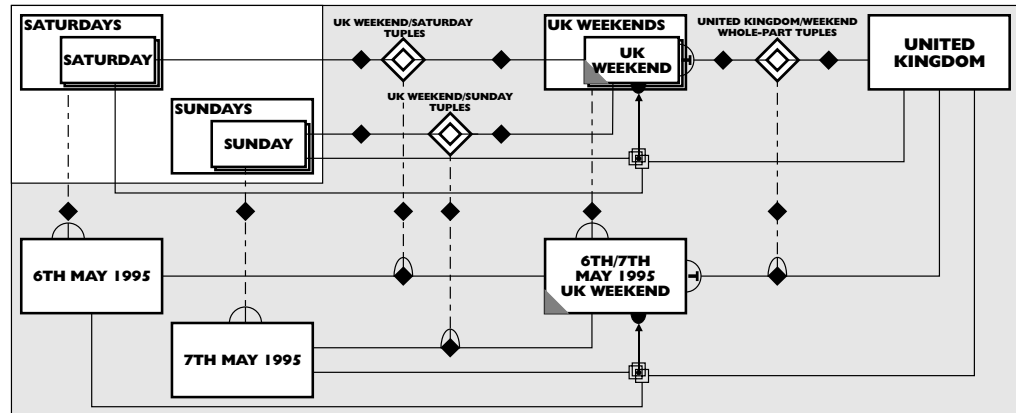 SATURDAYS
SATURDAY
SUNDAYS
SUNDAY
UK WEEKEND/SATURDAY
TUPLES
UK WEEKEND/SUNDAY
TUPLES
UK WEEKENDS
UK
WEEKEND
UNITED KINGDOM/WEEKEND
WHOLE-PART TUPLES
UNITED
KINGDOM
6TH MAY 1995
7TH MAY 1995
6TH/7TH
MAY 1995
UK WEEKEND
T
T